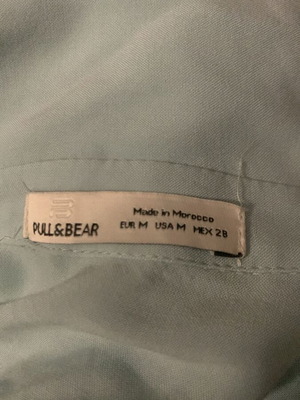 PULL&BEAR
Made in Morocco
EUR M USA M MEX 28